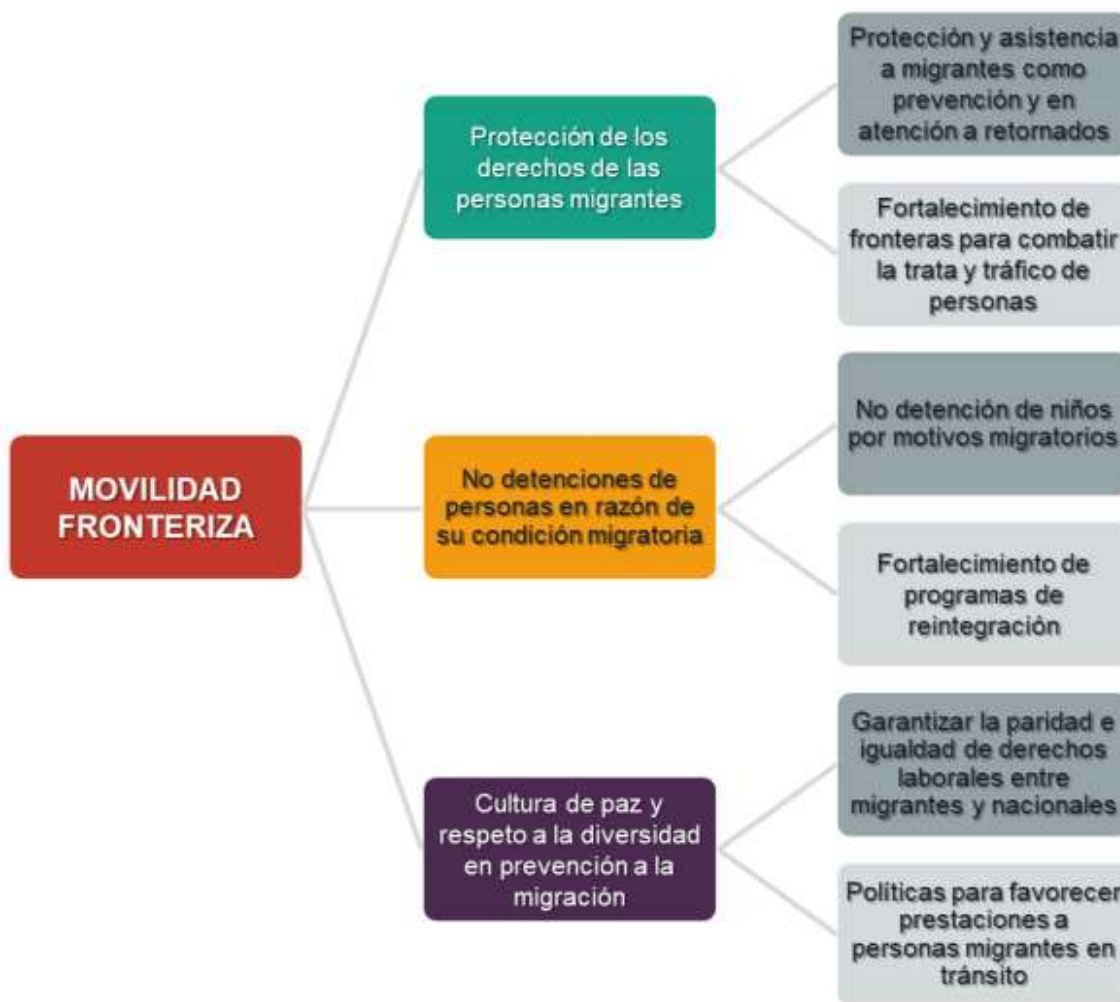 MOVILIDAD
FRONTERIZA
Protección de los
derechos de las
personas migrantes
Protección y asistencia
a migrantes como
prevención y en
atención a retornados
Fortalecimiento de
fronteras para combatir
la trata y tráfico de
personas
No detenciones de
personas en razón de
su condición migratoria
No detención de niños
por motivos migratorios
Fortalecimiento de
programas de
reintegración
Cultura de paz y
respeto a la diversidad
en prevención a la
migración
Garantizar la paridad e
igualdad de derechos
laborales entre
migrantes y nacionales
Políticas para favorecer
prestaciones a
personas migrantes en
tránsito